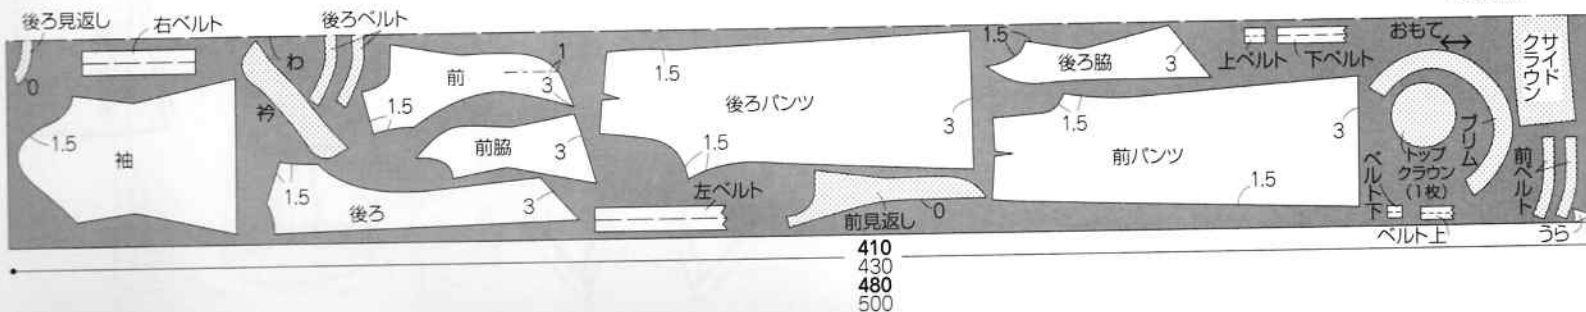 後ろ見返し
右ベルト
後ろベルト
0
わ
衿
1.5
袖
前
1
3
1.5
前脇
3
1.5
後ろ
3
1.5
後ろパンツ
3
1.5
左ベルト
前見返し
0
1.5
後ろ脇
3
1.5
前パンツ
3
1.5
上ベルト
下ベルト
おもて
サイド
クラウン
ブリム
トップ
クラウン
(1枚)
ベルト下
ベルト上
前ベルト
うら
410
430
480
500